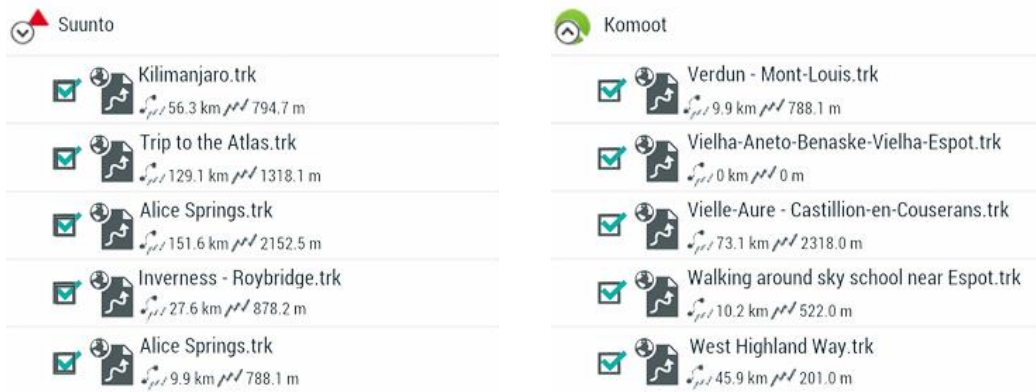 Suunto
Kilimanjaro.trk
56.3 km 794.7 m
Trip to the Atlas.trk
129.1 km 1318.1 m
Alice Springs.trk
151.6 km 2152.5 m
Inverness - Roybridge.trk
27.6 km 878.2 m
Alice Springs.trk
9.9 km 788.1 m
Komoot
Verdun - Mont-Louis.trk
9.9 km 788.1 m
Vielha-Aneto-Benaske-Vielha-Espot.trk
0 km 0 m
Vielle-Aure - Castillion-en-Couserans.trk
73.1 km 2318.0 m
Walking around sky school near Espot.trk
10.2 km 522.0 m
West Highland Way.trk
45.9 km 201.0 m